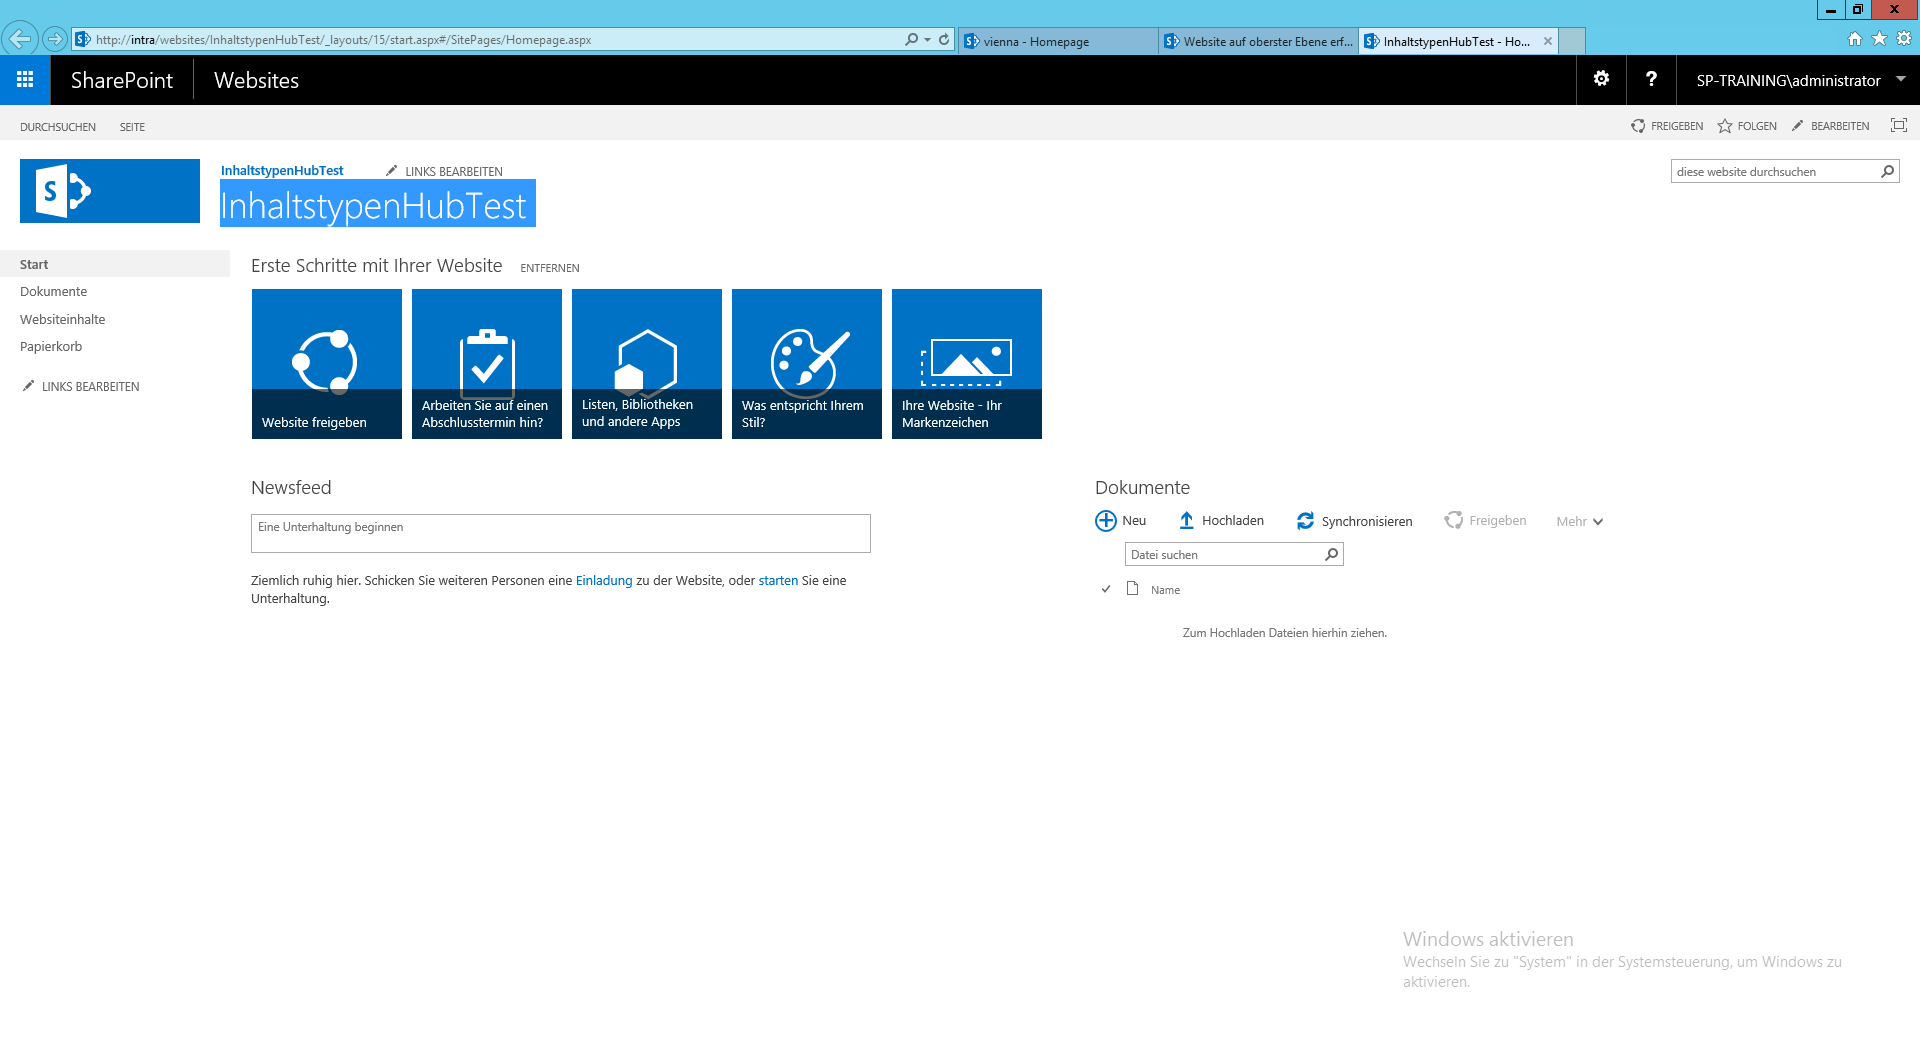 http://intra/websites/InhaltstypenHubTest/_layouts/15/start.aspx#/SitePages/Homepage.aspx
vienna - Homepage
Website auf oberster Ebene erf...
InhaltstypenHubTest - Ho...
SharePoint
Websites
?
SP-TRAINING\administrator
DURCHSUCHEN
SEITE
FREIGEBEN
FOLGEN
BEARBEITEN
S
InhaltstypenHubTest
LINKS BEARBEITEN
diese website durchsuchen
InhaltstypenHubTest
Start
Dokumente
Websiteinhalte
Papierkorb
LINKS BEARBEITEN
Erste Schritte mit Ihrer Website
ENTFERNEN
Website freigeben
Arbeiten Sie auf einen
Abschlusstermin hin?
Listen, Bibliotheken
und andere Apps
Was entspricht Ihrem
Stil?
Ihre Website - Ihr
Markenzeichen
Newsfeed
Eine Unterhaltung beginnen
Ziemlich ruhig hier. Schicken Sie weiteren Personen eine Einladung zu der Website, oder starten Sie eine
Unterhaltung.
Dokumente
Neu
Hochladen
Synchronisieren
Freigeben
Mehr
Datei suchen
Name
Zum Hochladen Dateien hierhin ziehen.
Windows aktivieren
Wechseln Sie zu "System" in der Systemsteuerung, um Windows zu
aktivieren.